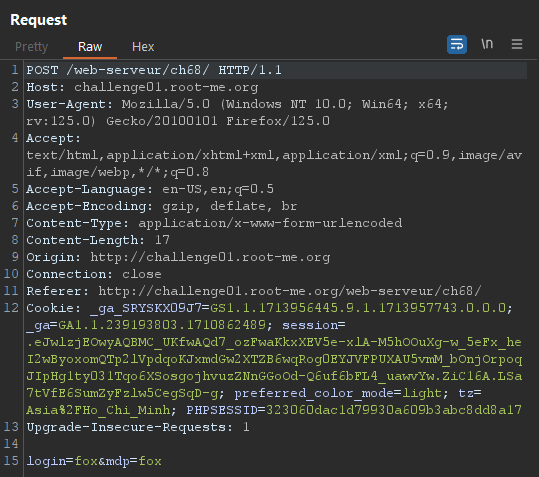 Request
Pretty Raw Hex \n
1 POST /web-serveur/ch68/ HTTP/1.1
2 Host: challenge01.root-me.org
3 User-Agent: Mozilla/5.0 (Windows NT 10.0; Win64; x64;
rv:125.0) Gecko/20100101 Firefox/125.0
4 Accept:
text/html,application/xhtml+xml,application/xml;q=0.9,image/av
if,image/webp,*/*;q=0.8
5 Accept-Language: en-US,en;q=0.5
6 Accept-Encoding: gzip, deflate, br
7 Content-Type: application/x-www-form-urlencoded
8 Content-Length: 17
9 Origin: http://challenge01.root-me.org
10 Connection: close
11 Referer: http://challenge01.root-me.org/web-serveur/ch68/
12 Cookie: _ga_SRYSKX09J7=GS1.1.1713956445.9.1.1713957743.0.0.0;
_ga=GA1.1.239193803.1710862489; session=
.eJwlzjEOwyAQBMC_UKfwAQd7_ozFwaKkxXEV5e-xlA-M5hOOuXg-w_5eFx_he
I2wByoxomQTp2lVpdqoKJxmdGw2XTZB6wqRog0EYJVFPUXAU5vmM_bOnjOrpoq
JIpHglty031Tqo6XSosgojhvuzZNnGGoOd-Q6uf6bFL4_uawvYw.ZiC16A.LSa
7tVfE6SumZyFzlw5CegSqD-g; preferred_color_mode=light; tz=
Asia%2FHo_Chi_Minh; PHPSESSID=323060dac1d79930a609b3abc8dd8a17
13 Upgrade-Insecure-Requests: 1
14
15 login=fox&mdp=fox